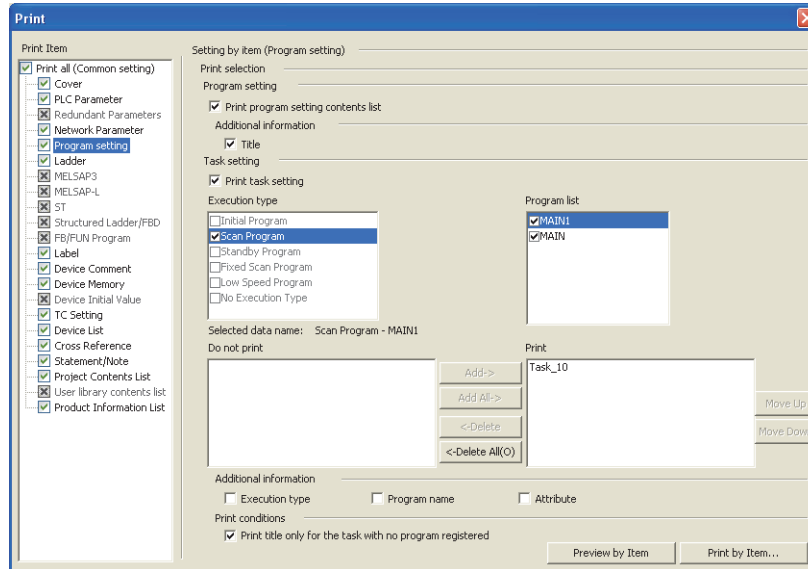 Print
Print Item
Print all (Common setting)
Cover
PLC Parameter
Redundant Parameters
Network Parameter
Program setting
Ladder
MELSAP3
MELSAP-L
ST
Structured Ladder/FBD
FB/FUN Program
Label
Device Comment
Device Memory
Device Initial Value
TC Setting
Device List
Cross Reference
Statement/Note
Project Contents List
User library contents list
Product Information List
Setting by item (Program setting)
Print selection
Program setting
Print program setting contents list
Additional information
Title
Task setting
Print task setting
Execution type
Initial Program
Scan Program
Standby Program
Fixed Scan Program
Low Speed Program
No Execution Type
Program list
MAIN1
MAIN
Selected data name: Scan Program - MAIN1
Do not print
Add->
Add All->
<-Delete
<-Delete All(O)
Print
Task_10
Move Up
Move Dow
Additional information
Execution type Program name Attribute
Print conditions
Print title only for the task with no program registered
Preview by Item Print by Item...